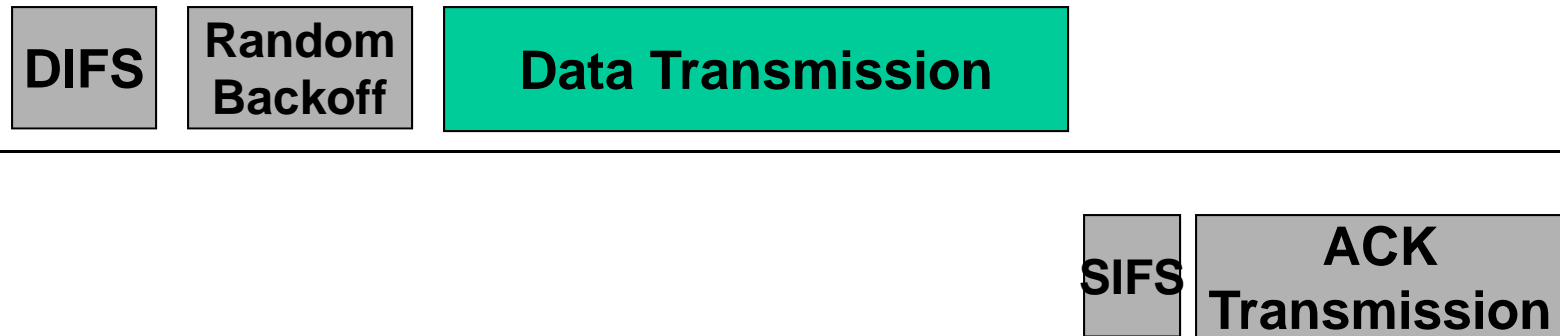 DIFS
Random
Backoff
Data Transmission
SIFS
ACK
Transmission